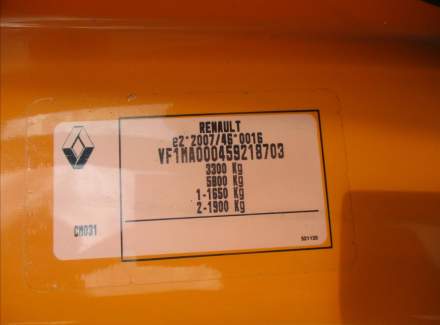 RENAULT
e2*2007/46*0016
VF1MA000459218703
3300 Kg
5800 Kg
1-1650 Kg
2-1900 Kg
CM031